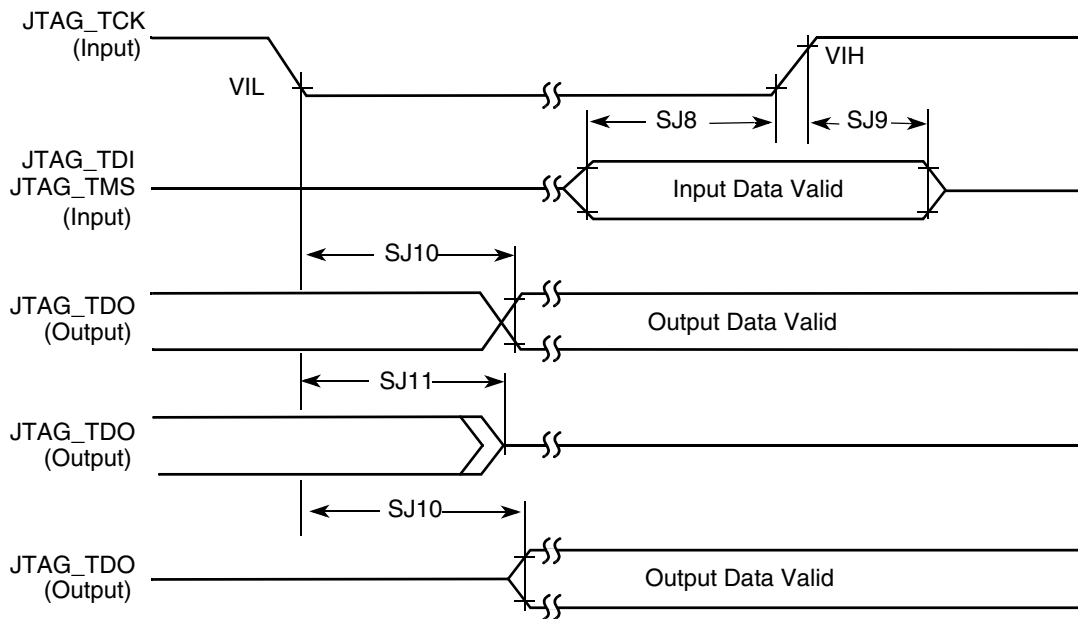 JTAG_TCK
(Input)
VIL
VIH
SJ8
SJ9
JTAG_TDI
JTAG_TMS
(Input)
Input Data Valid
SJ10
JTAG_TDO
(Output)
Output Data Valid
SJ11
JTAG_TDO
(Output)
SJ10
JTAG_TDO
(Output)
Output Data Valid